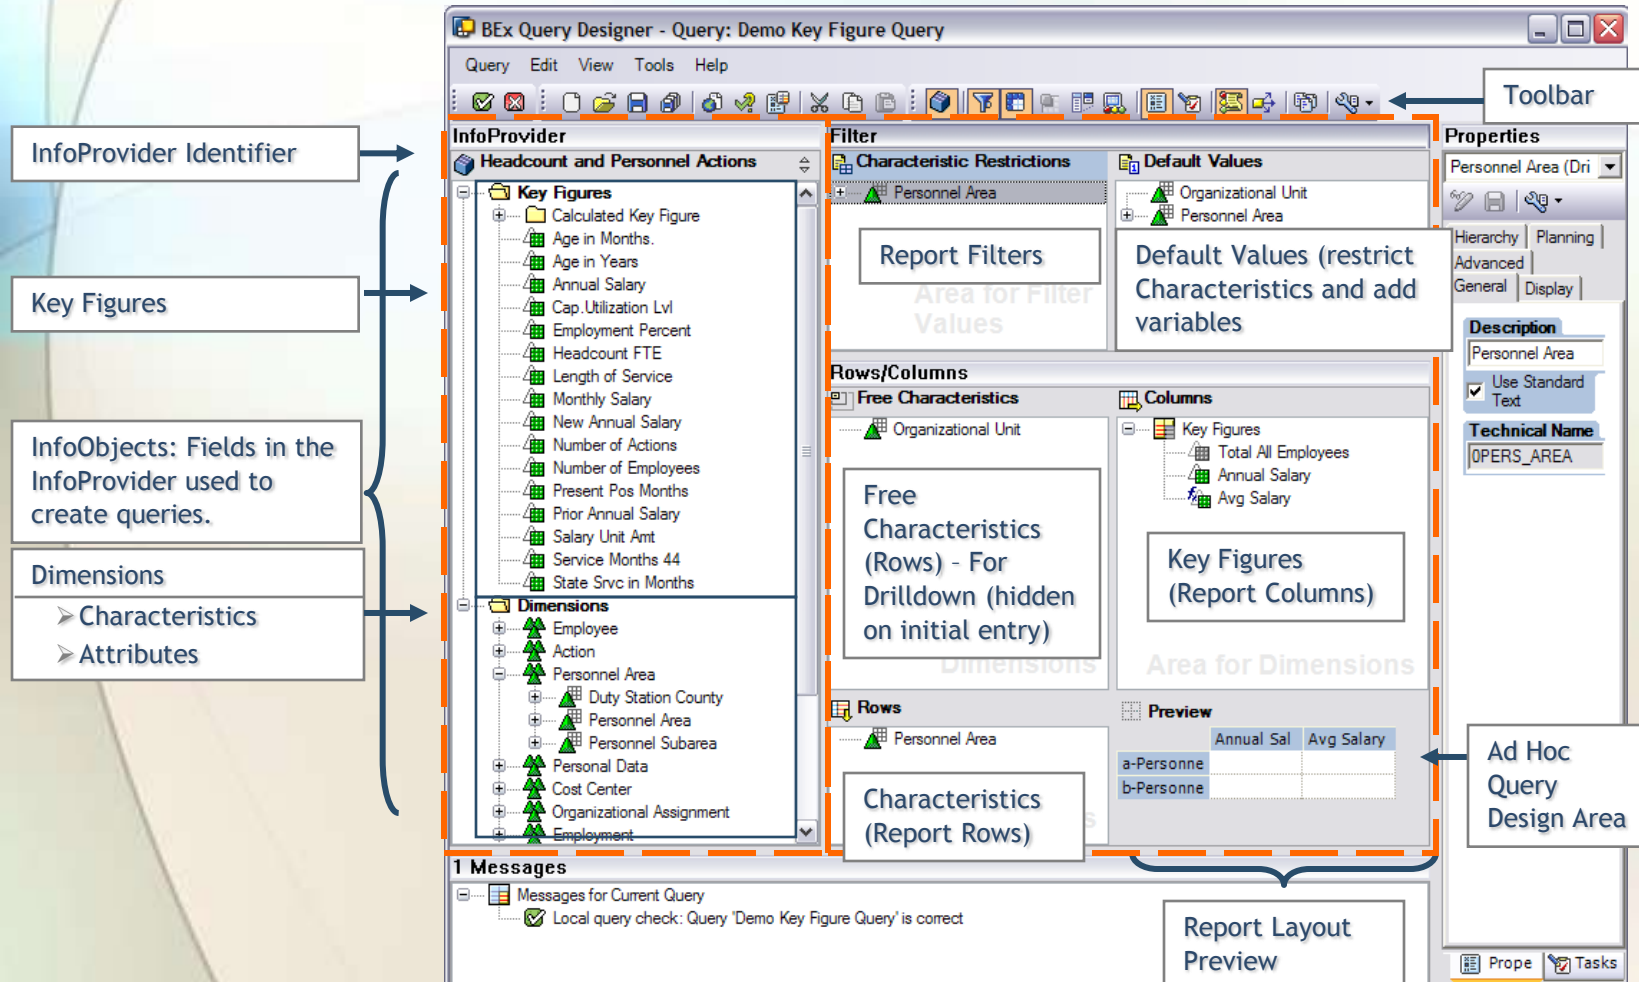 BEx Query Designer - Query: Demo Key Figure Query
Query Edit View Tools Help
Toolbar
InfoProvider Identifier
Key Figures
InfoObjects: Fields in the
InfoProvider used to
create queries.
Dimensions
Characteristics
Attributes
InfoProvider
Headcount and Personnel Actions
Key Figures
Calculated Key Figure
Age in Months.
Age in Years
Annual Salary
Cap.Utilization Lvl
Employment Percent
Headcount FTE
Length of Service
Monthly Salary
New Annual Salary
Number of Actions
Number of Employees
Present Pos Months
Prior Annual Salary
Salary Unit Amt
Service Months 44
State Srvc in Months
Dimensions
Employee
Action
Personnel Area
Duty Station County
Personnel Area
Personnel Subarea
Personal Data
Cost Center
Organizational Assignment
Employment
Filter
Characteristic Restrictions
Personnel Area
Report Filters
Area for Filter
Values
Default Values
Organizational Unit
Personnel Area
Default Values (restrict
Characteristics and add
variables
Rows/Columns
Free Characteristics
Organizational Unit
Free
Characteristics
(Rows) – For
Drilldown (hidden
on initial entry)
Dimensions
Columns
Key Figures
Total All Employees
Annual Salary
Avg Salary
Key Figures
(Report Columns)
Area for Dimensions
Rows
Personnel Area
Characteristics
(Report Rows)
s
Preview
Annual Sal Avg Salary
a-Personne
b-Personne
Properties
Personnel Area (Dri
Hierarchy Planning
Advanced
General Display
Description
Personnel Area
Use Standard
Text
Technical Name
0PERS_AREA
Ad Hoc
Query
Design Area
1 Messages
Messages for Current Query
Local query check: Query 'Demo Key Figure Query' is correct
Report Layout
Preview
Prope Tasks